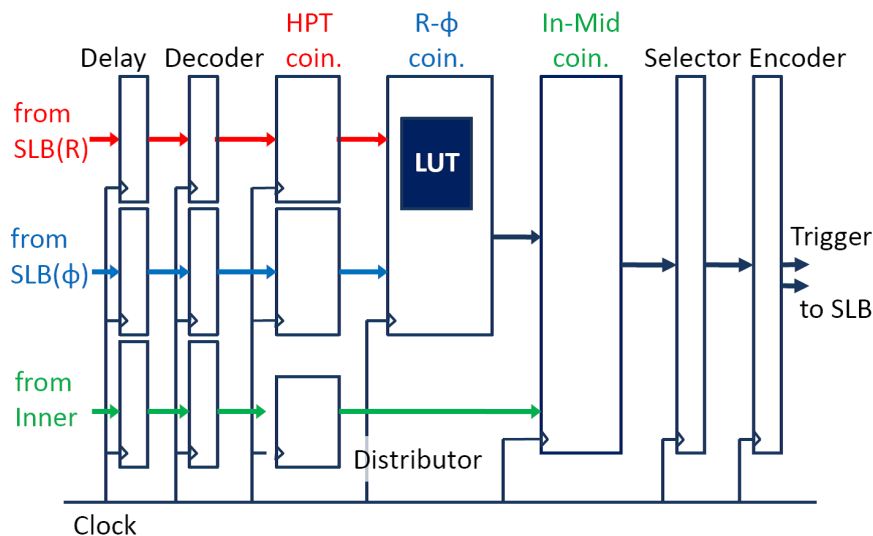 HPT
coin.
R-ϕ
coin.
In-Mid
coin.
Delay
Decoder
Selector
Encoder
from
SLB(R)
LUT
from
SLB(ϕ)
Trigger
to SLB
from
Inner
Distributor
Clock